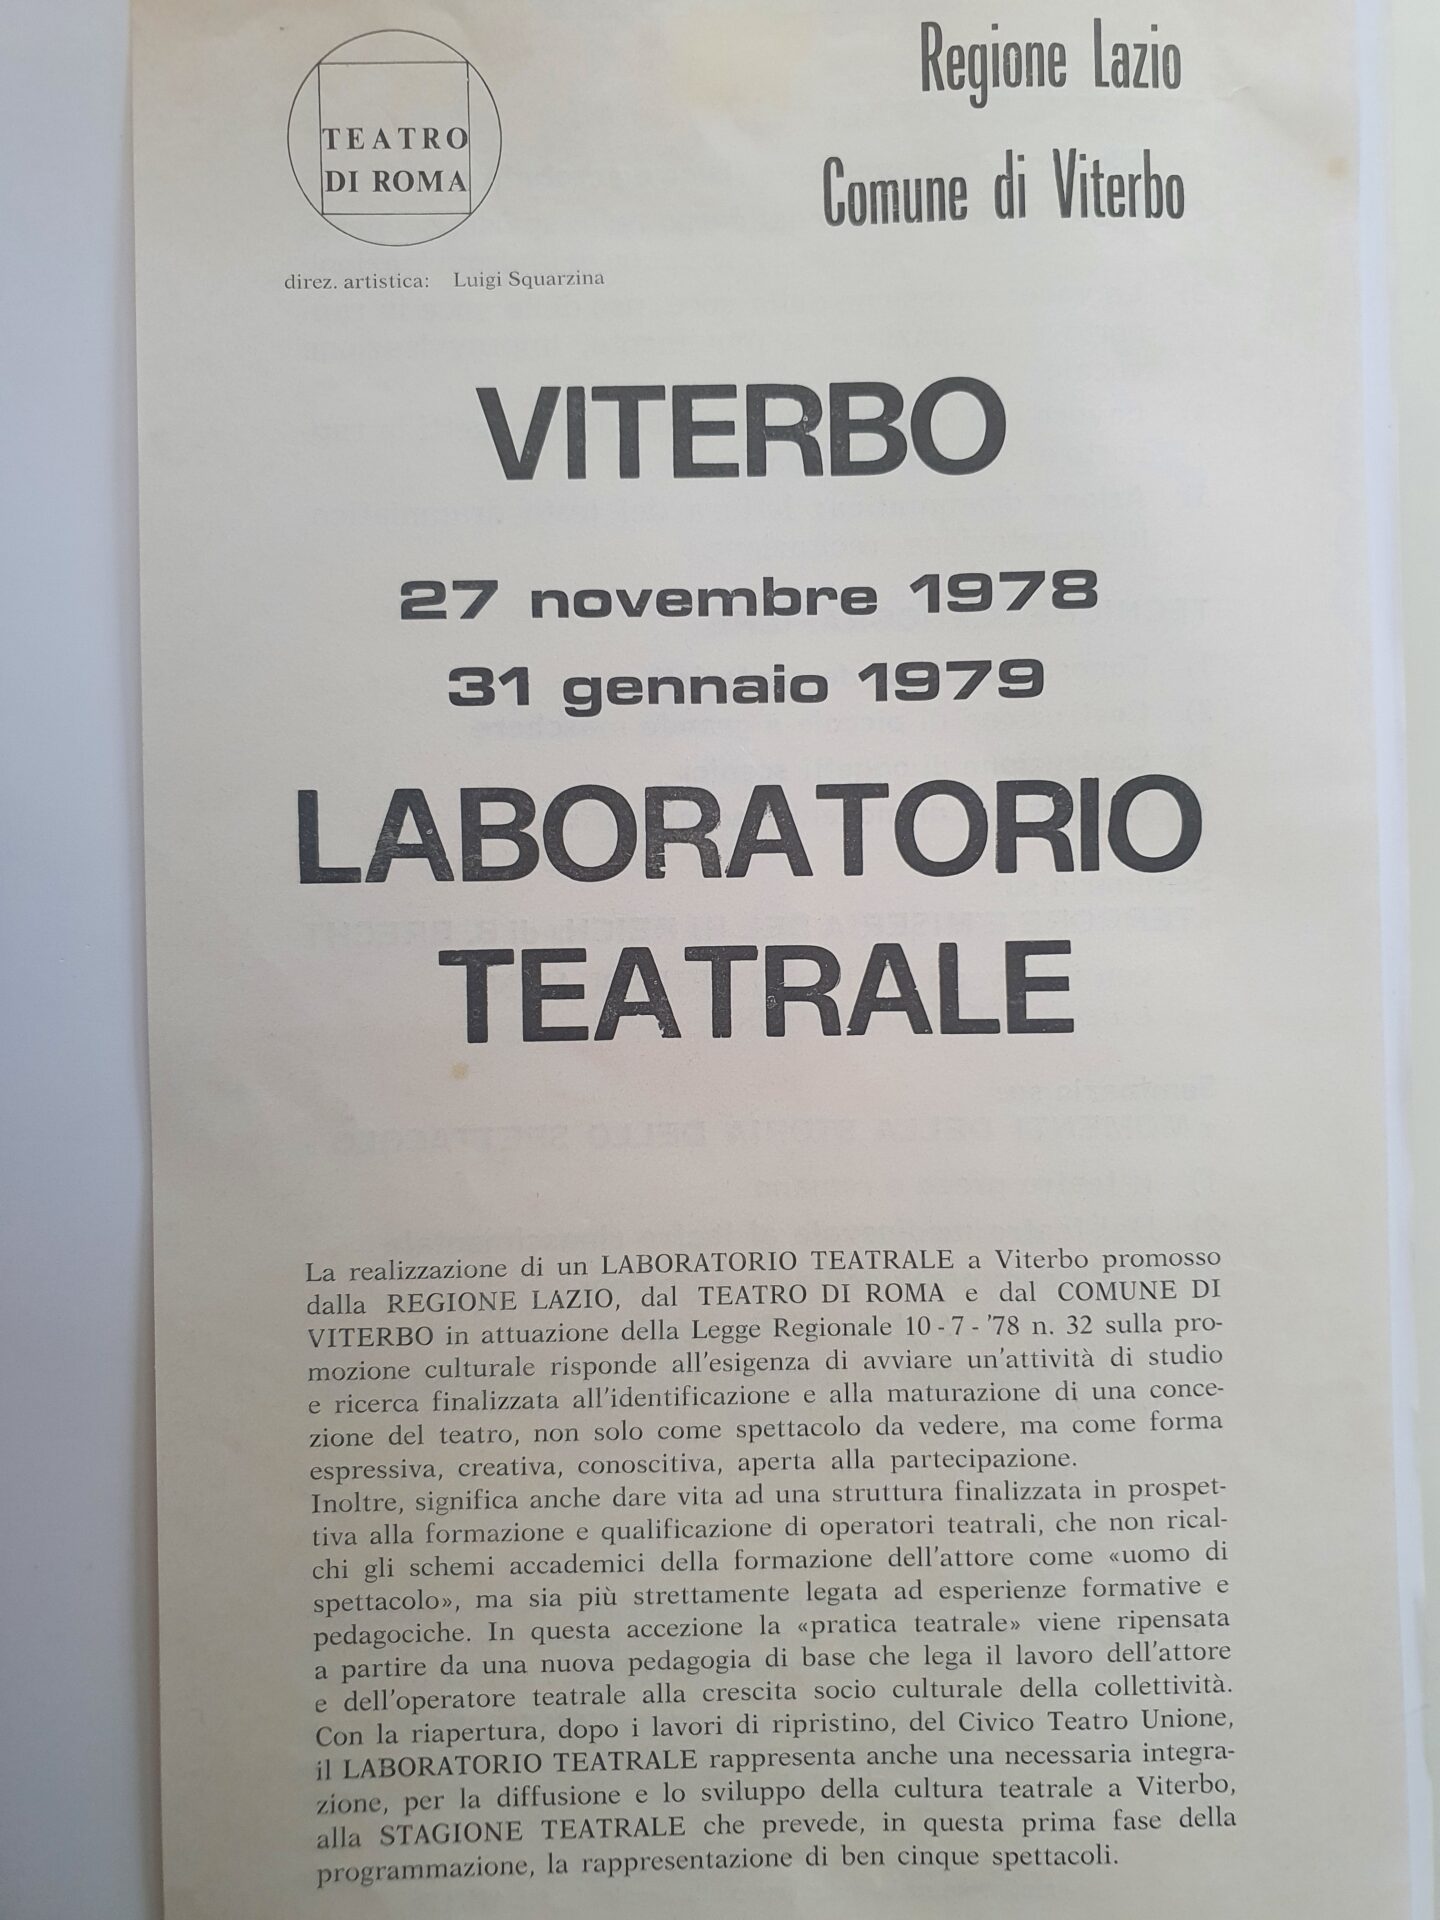 TEATRO
DI ROMA
Regione Lazio
Comune di Viterbo
direz. artistica: Luigi Squarzina
VITERBO
27 novembre 1978
31 gennaio 1979
LABORATORIO
TEATRALE
La realizzazione di un LABORATORIO TEATRALE a Viterbo promosso
dalla REGIONE LAZIO, dal TEATRO DI ROMA e dal COMUNE DI
VITERBO in attuazione della Legge Regionale 10 - 7 - '78 n. 32 sulla pro-
mozione culturale risponde all'esigenza di avviare un'attività di studio
e ricerca finalizzata all'identificazione e alla maturazione di una conce-
zione del teatro, non solo come spettacolo da vedere, ma come forma
espressiva, creativa, conoscitiva, aperta alla partecipazione.
Inoltre, significa anche dare vita ad una struttura finalizzata in prospet-
tiva alla formazione e qualificazione di operatori teatrali, che non rical-
chi gli schemi accademici della formazione dell'attore come «uomo di
spettacolo», ma sia più strettamente legata ad esperienze formative e
pedagociche. In questa accezione la «pratica teatrale» viene ripensata
a partire da una nuova pedagogia di base che lega il lavoro dell'attore
e dell'operatore teatrale alla crescita socio culturale della collettività.
Con la riapertura, dopo i lavori di ripristino, del Civico Teatro Unione,
il LABORATORIO TEATRALE rappresenta anche una necessaria integra-
zione, per la diffusione e lo sviluppo della cultura teatrale a Viterbo,
alla STAGIONE TEATRALE che prevede, in questa prima fase della
programmazione, la rappresentazione di ben cinque spettacoli.